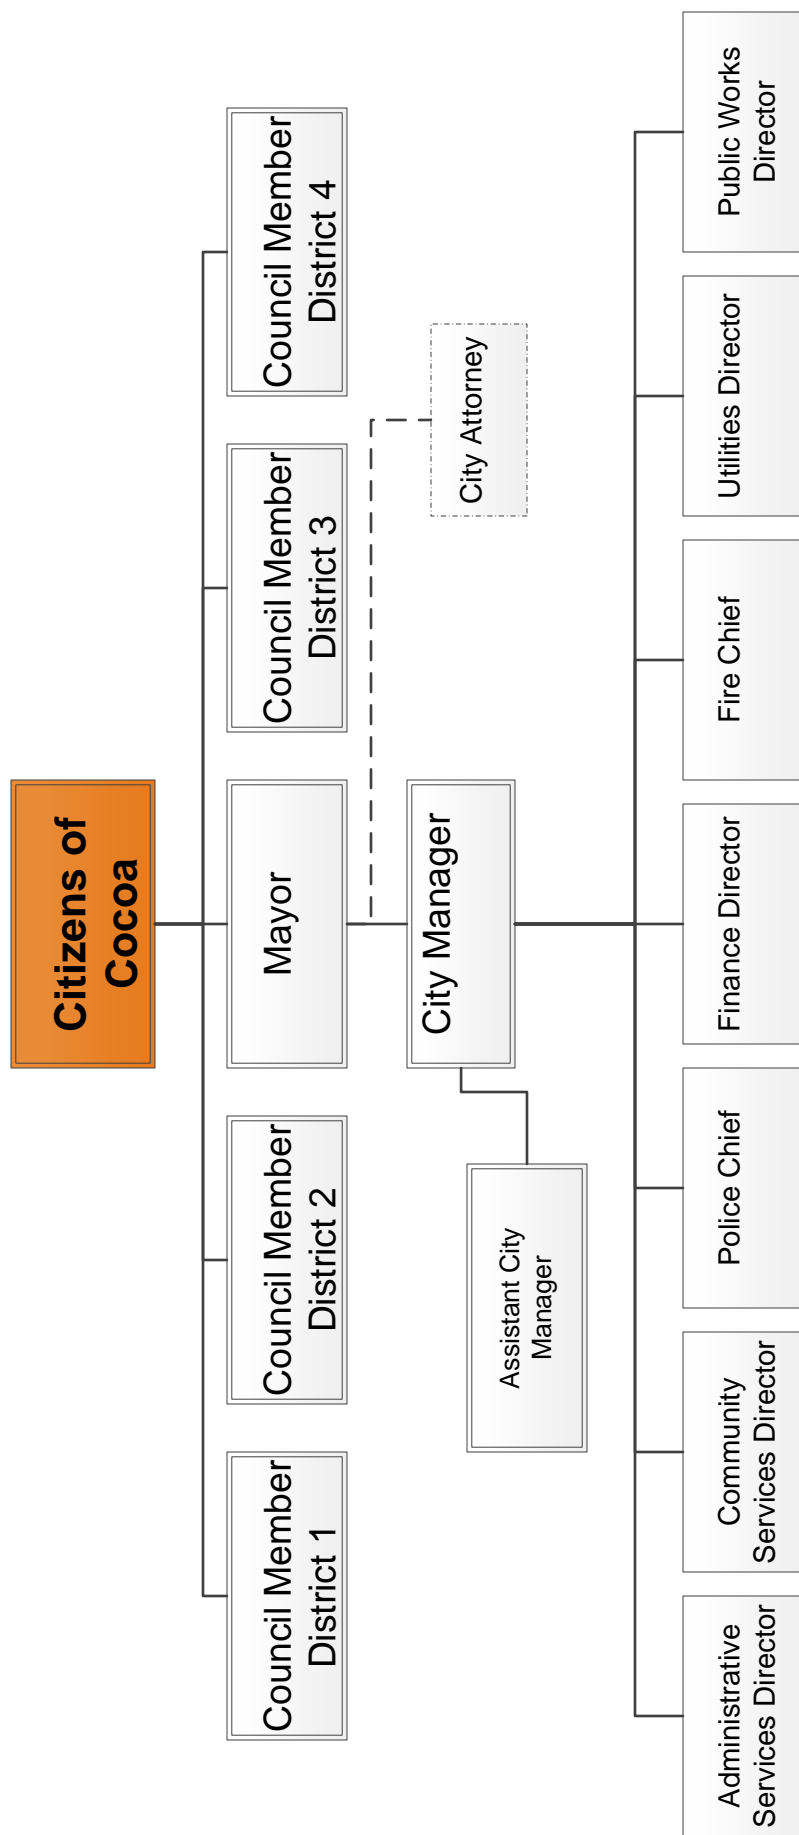 Citizens of
Cocoa
Council Member
District 1
Council Member
District 2
Mayor
Council Member
District 3
Council Member
District 4
City Manager
City Attorney
Assistant City
Manager
Administrative
Services Director
Community
Services Director
Police Chief
Finance Director
Fire Chief
Utilities Director
Public Works
Director